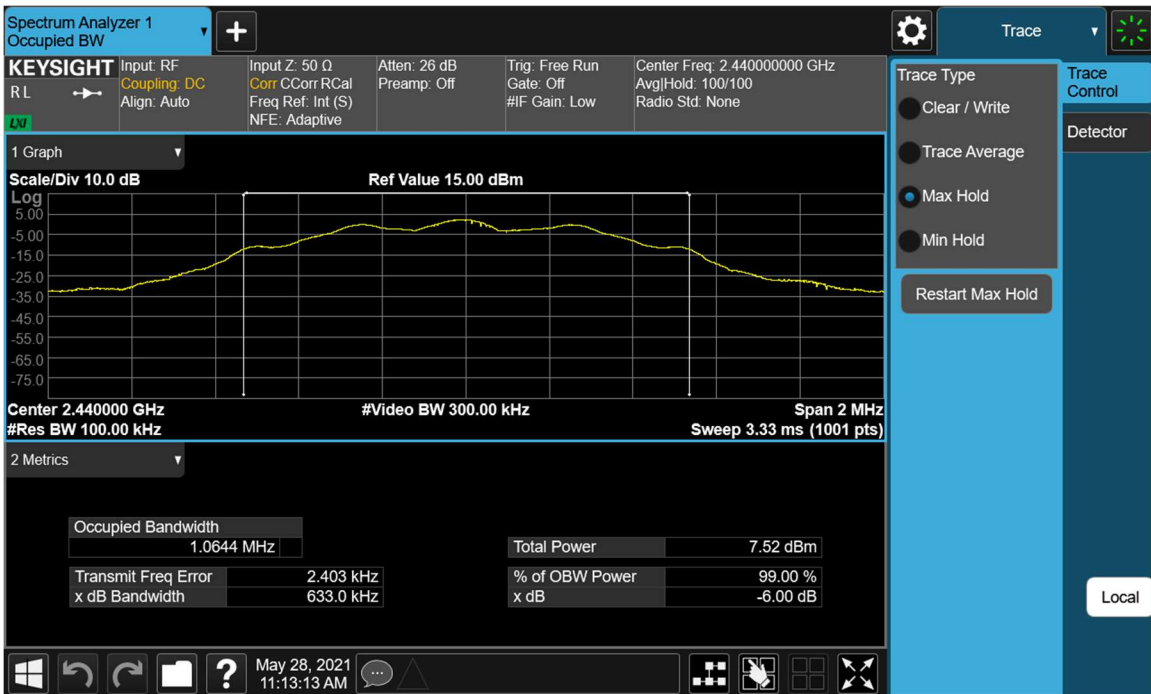 Spectrum Analyzer 1
Occupied BW
+
Trace
KEYSIGHT
R L
LXI
Input: RF
Coupling: DC
Align: Auto
Input Z: 50 Ω
Corr CCorr RCal
Freq Ref: Int (S)
NFE: Adaptive
Atten: 26 dB
Preamp: Off
Trig: Free Run
Gate: Off
#IF Gain: Low
Center Freq: 2.440000000 GHz
Avg|Hold: 100/100
Radio Std: None
Trace Type
Clear / Write
Trace Average
Max Hold
Min Hold
Restart Max Hold
Trace
Control
Detector
Local
1 Graph
Scale/Div 10.0 dB
Ref Value 15.00 dBm
Log
5.00
-5.00
-15.0
-25.0
-35.0
-45.0
-55.0
-65.0
-75.0
Center 2.440000 GHz
#Video BW 300.00 kHz
Span 2 MHz
#Res BW 100.00 kHz
Sweep 3.33 ms (1001 pts)
2 Metrics
Occupied Bandwidth
1.0644 MHz
Total Power 7.52 dBm
Transmit Freq Error 2.403 kHz
% of OBW Power 99.00 %
x dB Bandwidth 633.0 kHz
x dB -6.00 dB
?
May 28, 2021
11:13:13 AM